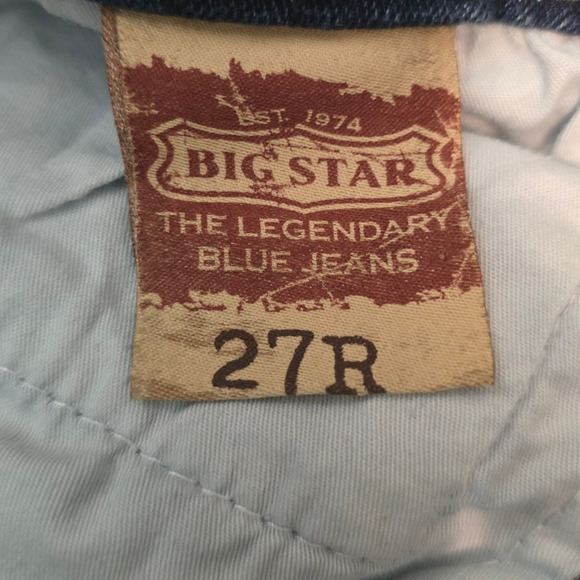 EST. 1974
BIG STAR
THE LEGENDARY
BLUE JEANS
27R